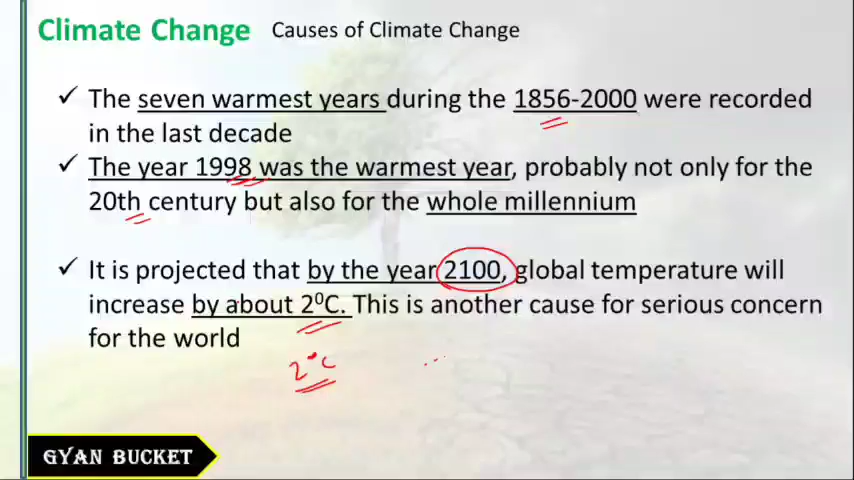 Climate Change Causes of Climate Change
✓ The seven warmest years during the 1856-2000 were recorded
in the last decade
✓ The year 1998 was the warmest year, probably not only for the
20th century but also for the whole millennium
✓ It is projected that by the year 2100, global temperature will
increase by about 2⁰C. This is another cause for serious concern
for the world
2°C
GYAN BUCKET